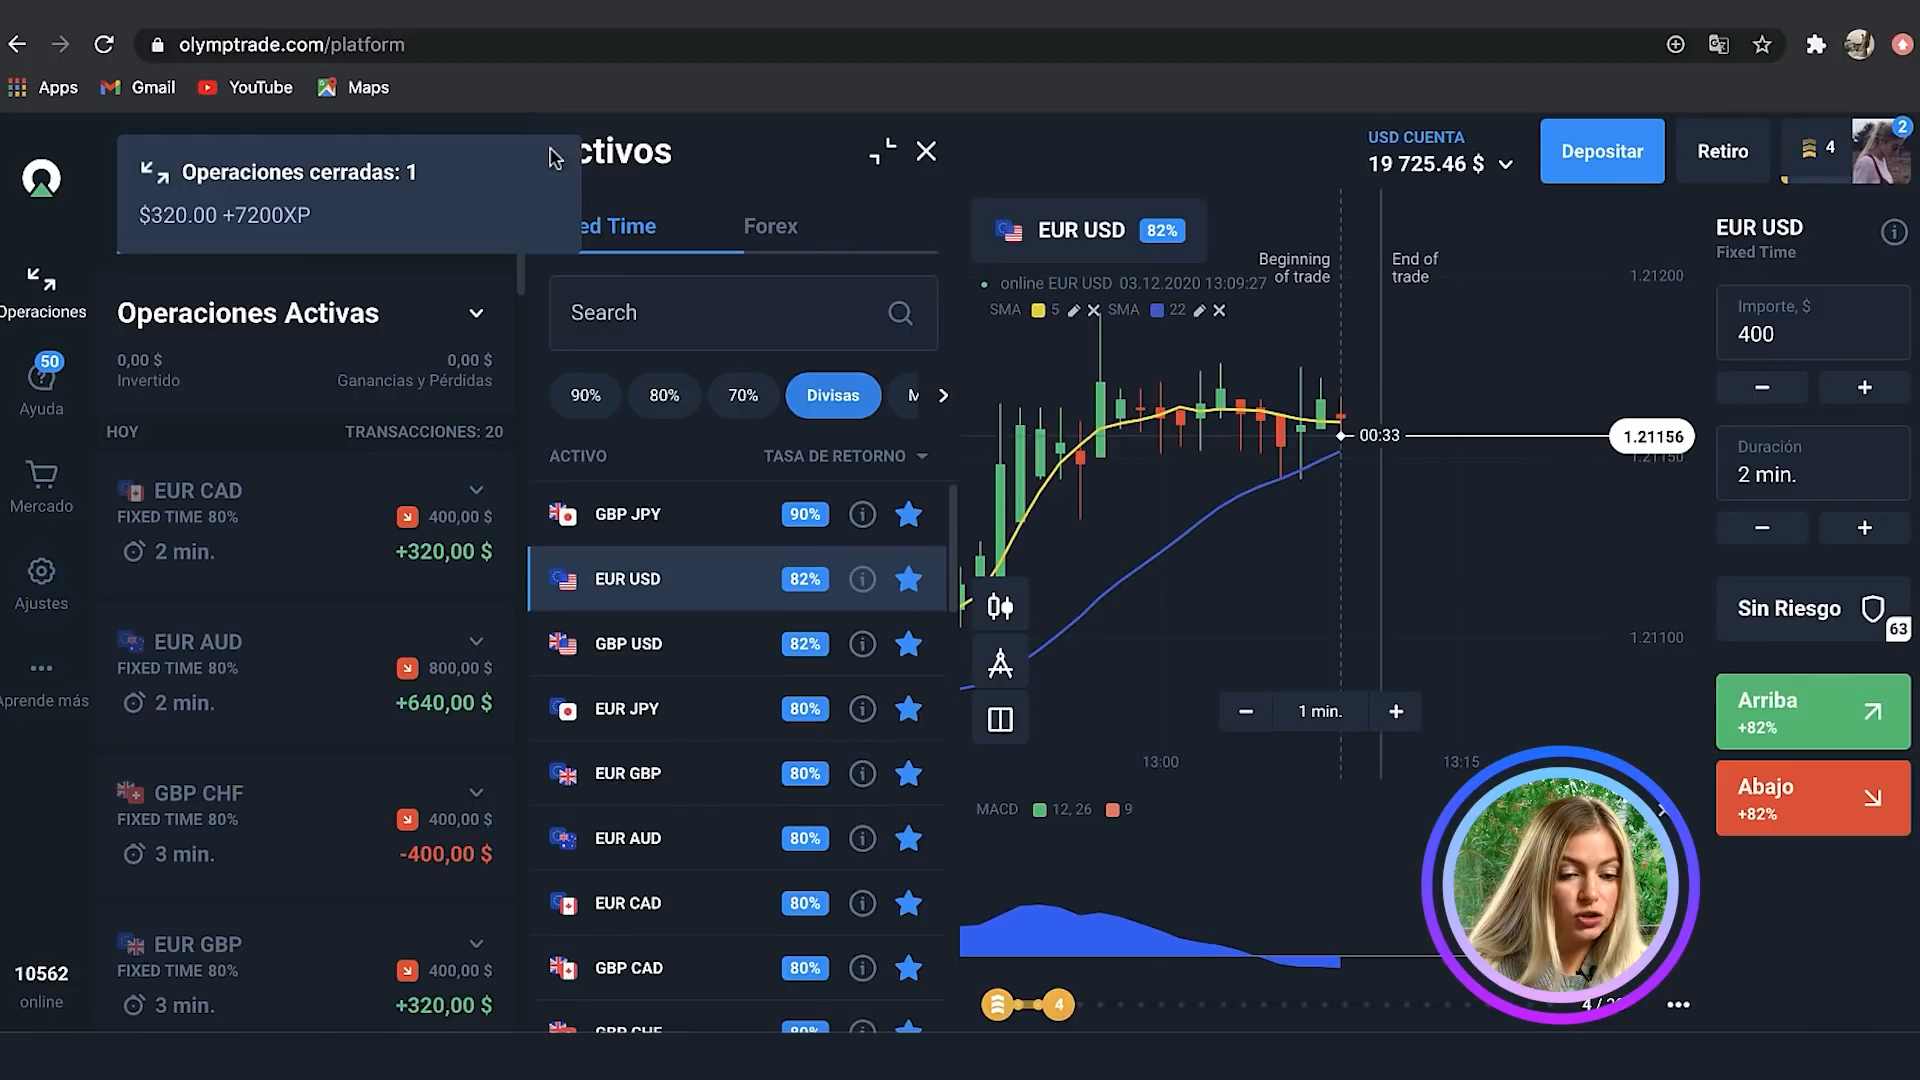 olymptrade.com/platform
Apps
Gmail
YouTube
Maps
Operaciones cerradas: 1
$320.00 +7200XP
ctivos
ed Time
Forex
USD CUENTA
19 725.46 $
Depositar
Retiro
4
2
Operaciones
50
Ayuda
Mercado
Ajustes
Aprende más
10562
online
Operaciones Activas
0,00 $
0,00 $
Invertido
Ganancias y Pérdidas
HOY
TRANSACCIONES: 20
EUR CAD
FIXED TIME 80%
400,00 $
2 min.
+320,00 $
EUR AUD
FIXED TIME 80%
800,00 $
2 min.
+640,00 $
GBP CHF
FIXED TIME 80%
400,00 $
3 min.
-400,00 $
EUR GBP
FIXED TIME 80%
400,00 $
3 min.
+320,00 $
Search
90%
80%
70%
Divisas
ACTIVO
TASA DE RETORNO
GBP JPY
90%
EUR USD
82%
GBP USD
82%
EUR JPY
80%
EUR GBP
80%
EUR AUD
80%
EUR CAD
80%
GBP CAD
80%
GBP CHF
80%
EUR USD
82%
Beginning
of trade
End of
trade
online EUR USD 03.12.2020 13:09:27
SMA 5
SMA 22
1.21200
00:33
1.21156
1.21150
1.21100
1 min.
13:00
13:15
MACD 12, 26 9
4
EUR USD
Fixed Time
Importe, $
400
Duración
2 min.
Sin Riesgo
63
Arriba
+82%
Abajo
+82%